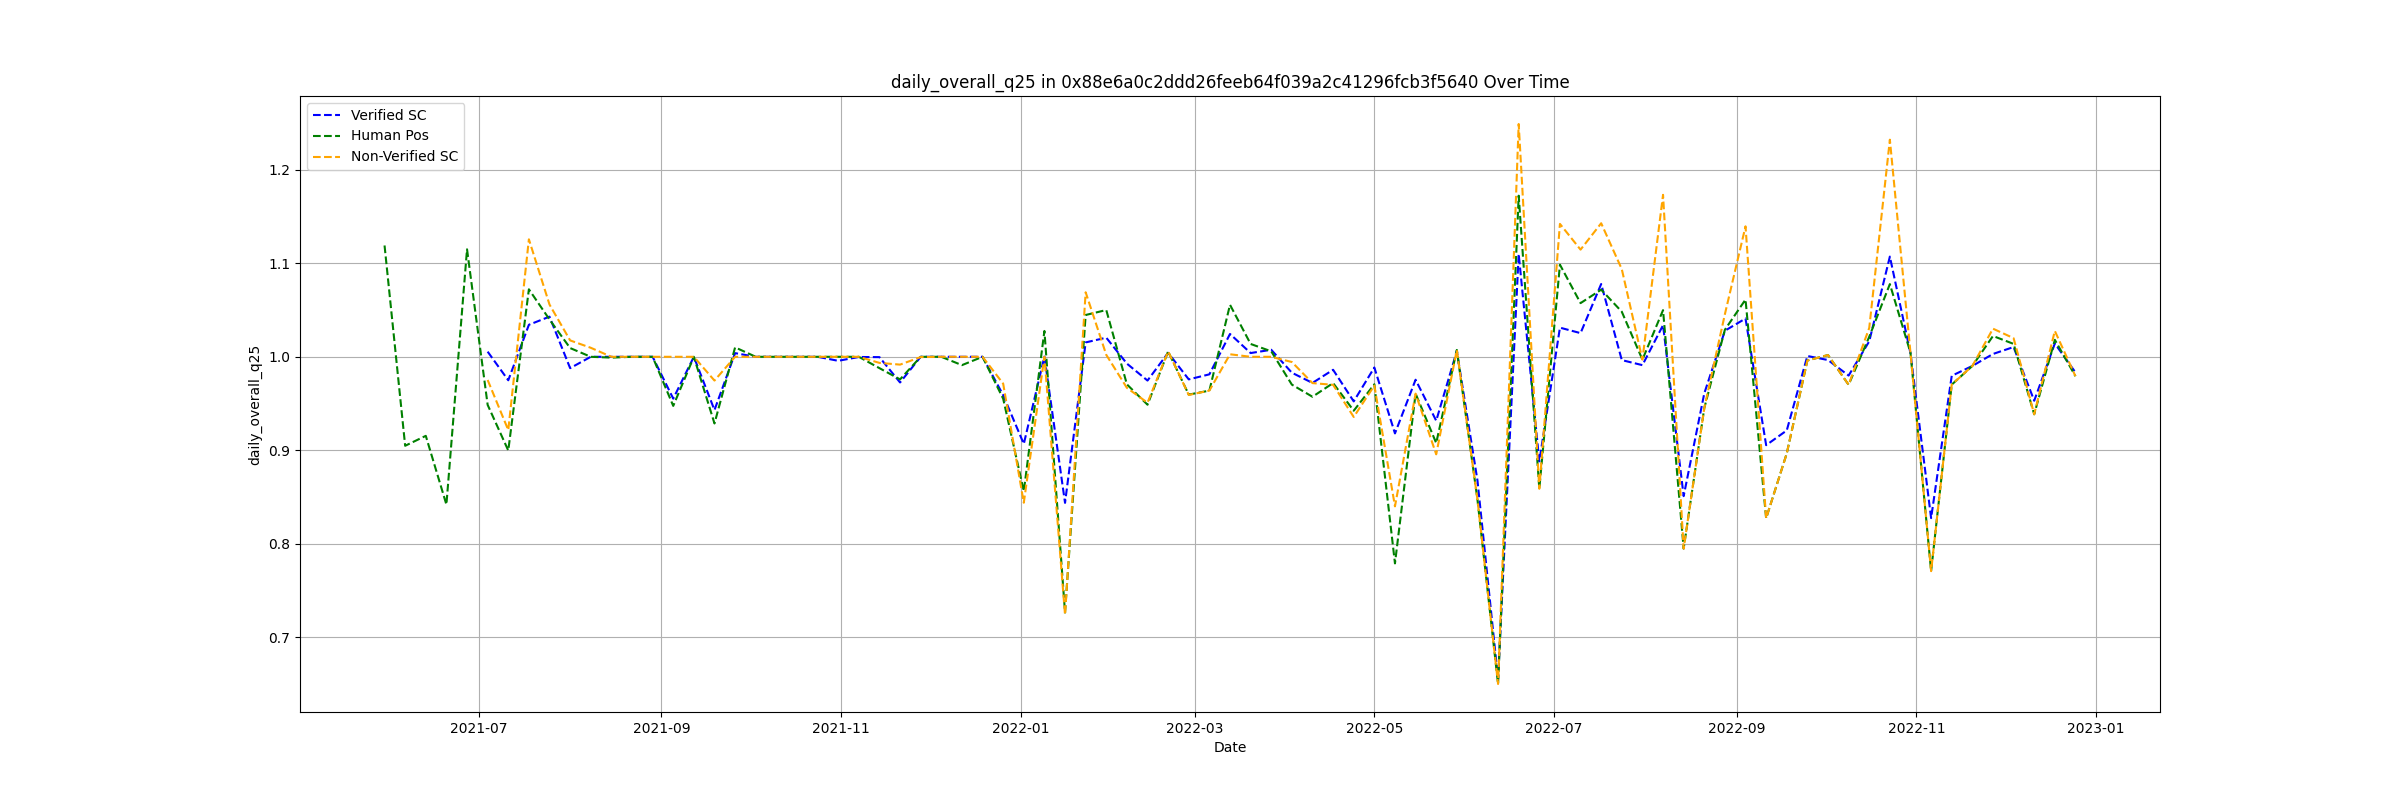 daily_overall_q25 in 0x88e6a0c2ddd26feeb64f039a2c41296fcb3f5640 Over Time
Verified SC
Human Pos
Non-Verified SC
daily_overall_q25
1.2
1.1
1.0
0.9
0.8
0.7
2021-07
2021-09
2021-11
2022-01
2022-03
2022-05
2022-07
2022-09
2022-11
2023-01
Date